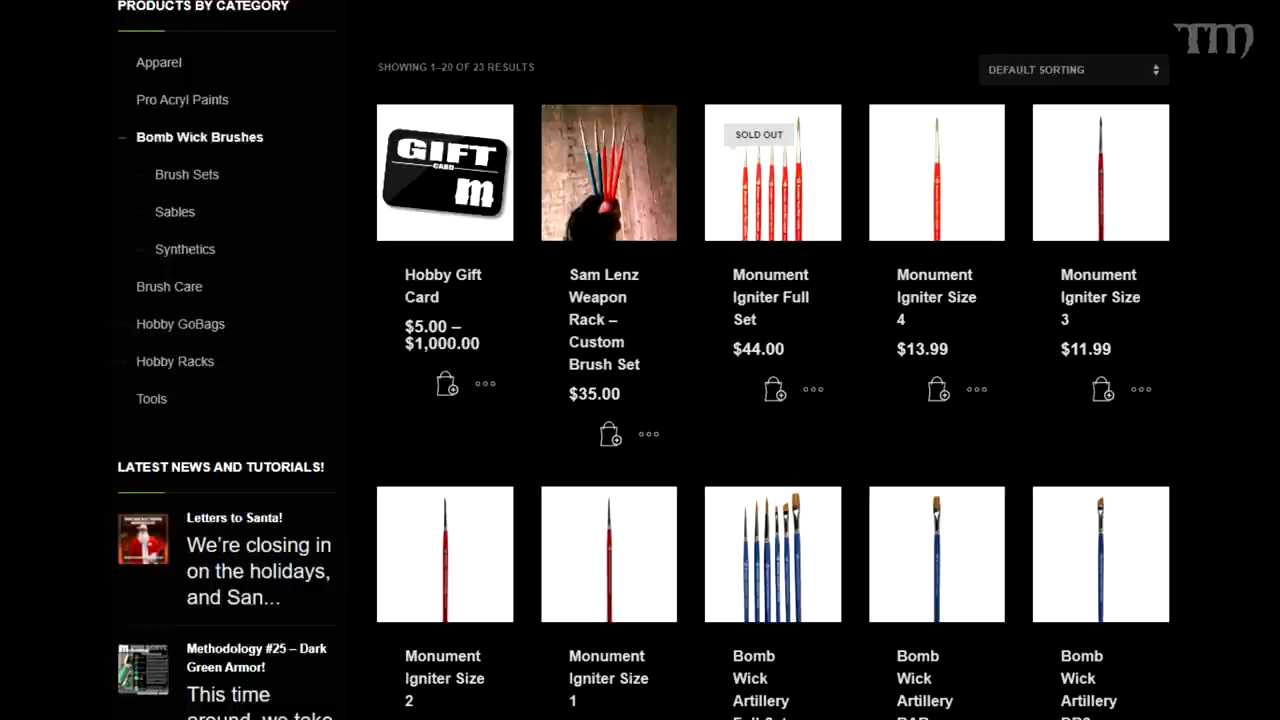 PRODUCTS BY CATEGORY
Apparel
Pro Acryl Paints
Bomb Wick Brushes
Brush Sets
Sables
Synthetics
Brush Care
Hobby GoBags
Hobby Racks
Tools
LATEST NEWS AND TUTORIALS!
Letters to Santa!
We're closing in
on the holidays,
and San...
Methodology #25 – Dark
Green Armor!
This time
around, we take
TM
SHOWING 1–20 OF 23 RESULTS
DEFAULT SORTING
GIFT
CARD
m
Hobby Gift
Card
$5.00 –
$1,000.00
Sam Lenz
Weapon
Rack –
Custom
Brush Set
$35.00
SOLD OUT
Monument
Igniter Full
Set
$44.00
Monument
Igniter Size
4
$13.99
Monument
Igniter Size
3
$11.99
Monument
Igniter Size
2
Monument
Igniter Size
1
Bomb
Wick
Artillery
Full Set
Bomb
Wick
Artillery
Bomb
Wick
Artillery